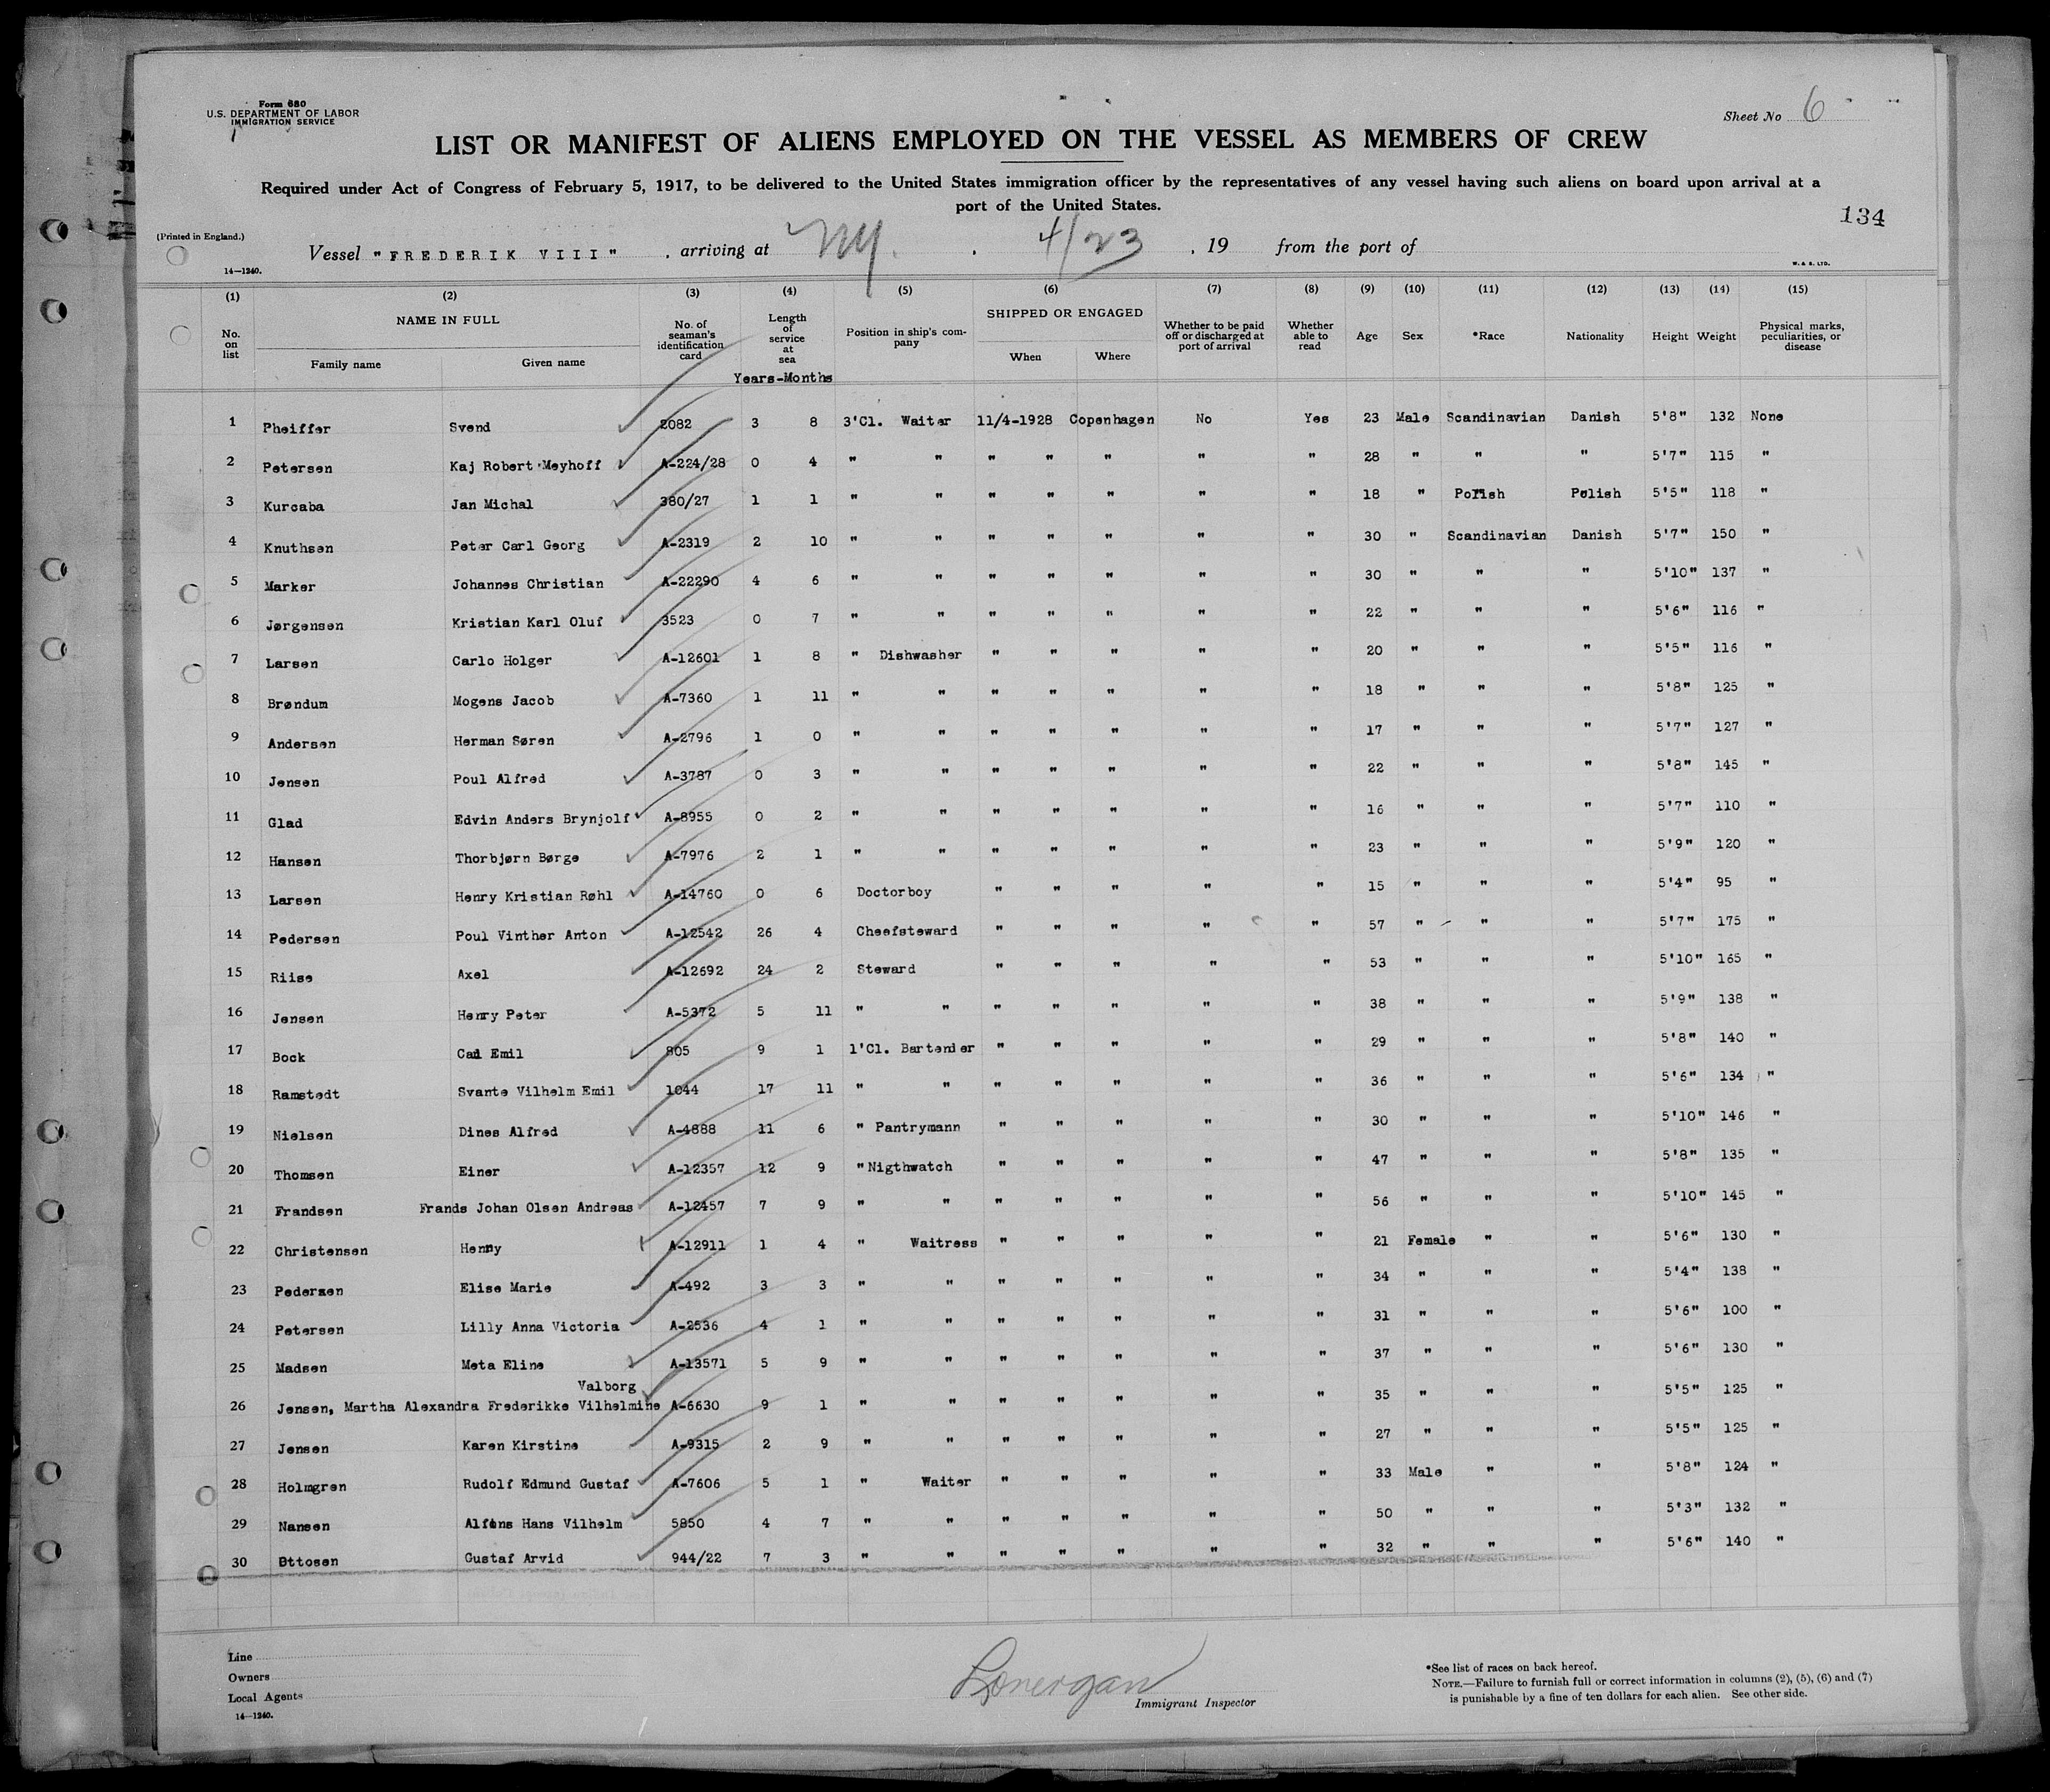 Form 680
U.S. DEPARTMENT OF LABOR
IMMIGRATION SERVICE
Sheet No 6
LIST OR MANIFEST OF ALIENS EMPLOYED ON THE VESSEL AS MEMBERS OF CREW
Required under Act of Congress of February 5, 1917, to be delivered to the United States immigration officer by the representatives of any vessel having such aliens on board upon arrival at a
port of the United States.
134
(Printed in England.)
Vessel "FREDERIK VIII" , arriving at NY. , 4/23 , 19 from the port of
14—1240. W. & S. LTD.
(1) (2) (3) (4) (5) (6) (7) (8) (9) (10) (11) (12) (13) (14) (15)
No. on list NAME IN FULL Family name Given name No. of seaman's identification card Length of service at sea Position in ship's company SHIPPED OR ENGAGED When Where Whether to be paid off or discharged at port of arrival Whether able to read Age Sex *Race Nationality Height Weight Physical marks, peculiarities, or disease
Years-Months
1 Pheiffer Svend 2082 3 8 3'Cl. Waiter 11/4-1928 Copenhagen No Yes 23 Male Scandinavian Danish 5'8" 132 None
2 Petersen Kaj Robert Meyhoff A-224/28 0 4 " " " " " " " 28 " " " 5'7" 115 "
3 Kurcaba Jan Michal 380/27 1 1 " " " " " " " 18 " Polish Polish 5'5" 118 "
4 Knuthsen Peter Carl Georg A-2319 2 10 " " " " " " " 30 " Scandinavian Danish 5'7" 150 "
5 Marker Johannes Christian A-22290 4 6 " " " " " " " 30 " " " 5'10" 137 "
6 Jørgensen Kristian Karl Oluf 3523 0 7 " " " " " " " 22 " " " 5'6" 116 "
7 Larsen Carlo Holger A-12601 1 8 " Dishwasher " " " " " 20 " " " 5'5" 116 "
8 Brøndum Mogens Jacob A-7360 1 11 " " " " " " " 18 " " " 5'8" 125 "
9 Andersen Herman Søren A-2796 1 0 " " " " " " " 17 " " " 5'7" 127 "
10 Jensen Poul Alfred A-3787 0 3 " " " " " " " 22 " " " 5'8" 145 "
11 Glad Edvin Anders Brynjolf A-8955 0 2 " " " " " " " 16 " " " 5'7" 110 "
12 Hansen Thorbjørn Børge A-7976 2 1 " " " " " " " 23 " " " 5'9" 120 "
13 Larsen Henry Kristian Røhl A-14760 0 6 Doctorboy " " " " " 15 " " " 5'4" 95 "
14 Pedersen Poul Vinther Anton A-12542 26 4 Cheefsteward " " " " " 57 " " " 5'7" 175 "
15 Riise Axel A-12692 24 2 Steward " " " " " 53 " " " 5'10" 165 "
16 Jensen Henry Peter A-5372 5 11 " " " " " " " 38 " " " 5'9" 138 "
17 Bock Carl Emil 805 9 1 1'Cl. Bartender " " " " " 29 " " " 5'8" 140 "
18 Ramstedt Svante Vilhelm Emil 1044 17 11 " " " " " " " 36 " " " 5'6" 134 "
19 Nielsen Dines Alfred A-4888 11 6 " Pantrymann " " " " " 30 " " " 5'10" 146 "
20 Thomsen Einer A-12357 12 9 " Nigthwatch " " " " " 47 " " " 5'8" 135 "
21 Frandsen Frands Johan Olsen Andreas A-12457 7 9 " " " " " " " 56 " " " 5'10" 145 "
22 Christensen Henny A-12911 1 4 " Waitress " " " " " 21 Female " " 5'6" 130 "
23 Pedersen Elise Marie A-492 3 3 " " " " " " " 34 " " " 5'4" 138 "
24 Petersen Lilly Anna Victoria A-2536 4 1 " " " " " " " 31 " " " 5'6" 100 "
25 Madsen Meta Eline A-13571 5 9 " " " " " " " 37 " " " 5'6" 130 "
Valborg
26 Jensen, Martha Alexandra Frederikke Vilhelmine A-6630 9 1 " " " " " " " 35 " " " 5'5" 125 "
27 Jensen Karen Kirstine A-9315 2 9 " " " " " " " 27 " " " 5'5" 125 "
28 Holmgren Rudolf Edmund Gustaf A-7606 5 1 " Waiter " " " " " 33 Male " " 5'8" 124 "
29 Nansen Alfons Hans Vilhelm 5850 4 7 " " " " " " " 50 " " " 5'3" 132 "
30 Ottosen Gustaf Arvid 944/22 7 3 " " " " " " " 32 " " " 5'6" 140 "
Line
Owners
Local Agents
14—1240.
Lonergan
Immigrant Inspector
*See list of races on back hereof.
NOTE.—Failure to furnish full or correct information in columns (2), (5), (6) and (7)
is punishable by a fine of ten dollars for each alien. See other side.